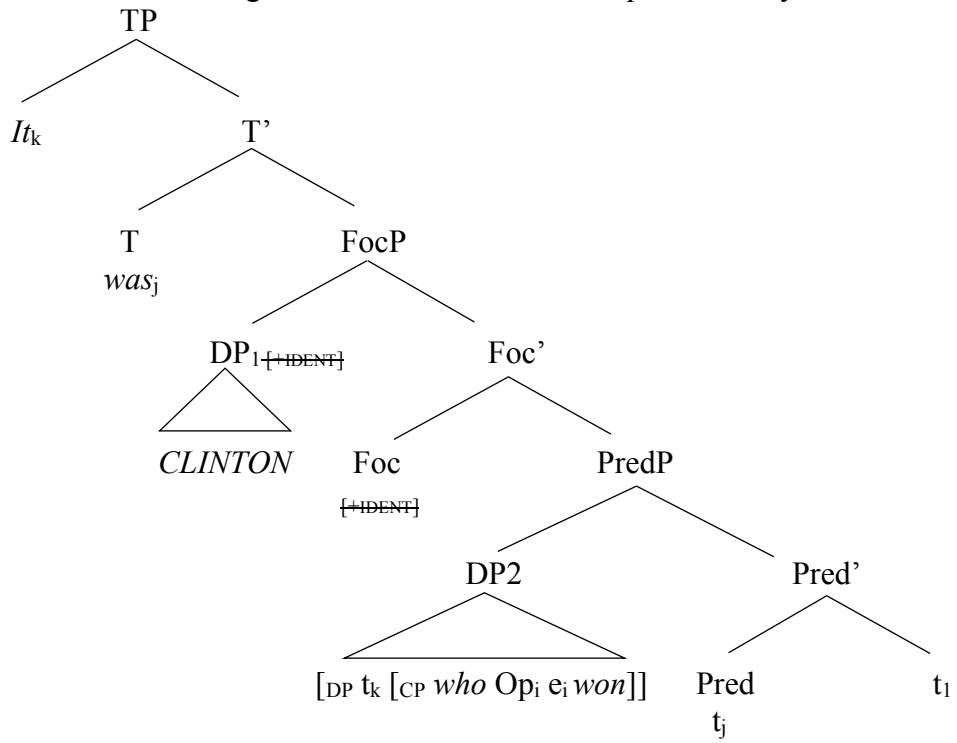 TP
It_k T’
T FocP
was_j
DP_1 [+IDENT] Foc’
CLINTON Foc PredP
[+IDENT]
DP2 Pred’
[DP t_k [CP who Op_i e_i won]] Pred t_1
t_j